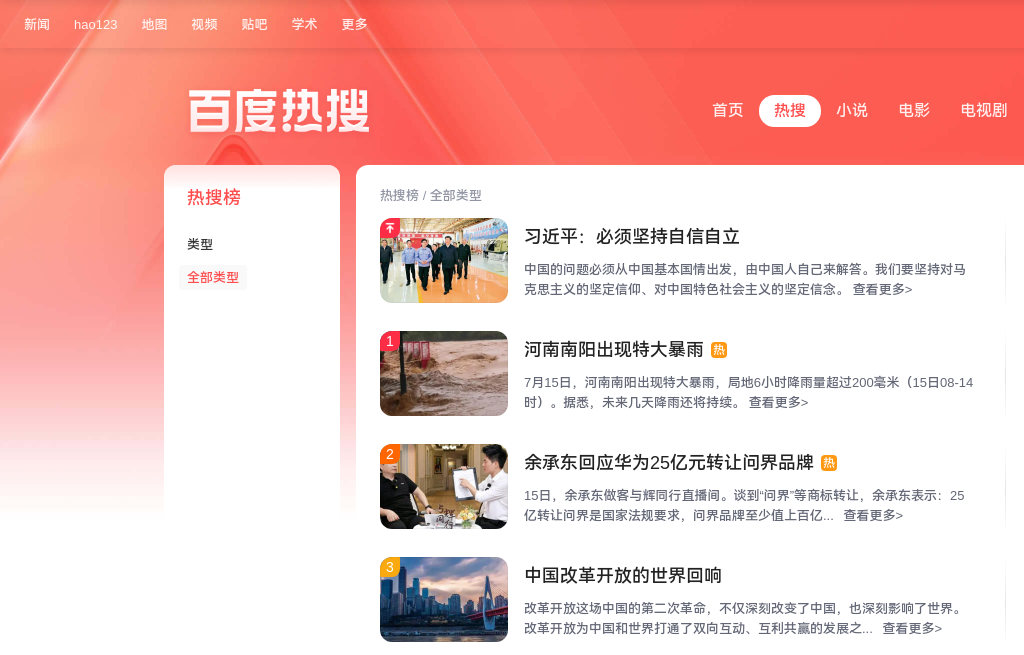 新闻 hao123 地图 视频 贴吧 学术 更多
百度热搜
首页 热搜 小说 电影 电视剧
热搜榜
类型
全部类型
热搜榜 / 全部类型
习近平：必须坚持自信自立
中国的问题必须从中国基本国情出发，由中国人自己来解答。我们要坚持对马
克思主义的坚定信仰、对中国特色社会主义的坚定信念。 查看更多>
1
河南南阳出现特大暴雨 热
7月15日，河南南阳出现特大暴雨，局地6小时降雨量超过200毫米（15日08-14
时）。据悉，未来几天降雨还将持续。 查看更多>
2
余承东回应华为25亿元转让问界品牌 热
15日，余承东做客与辉同行直播间。谈到“问界”等商标转让，余承东表示：25
亿转让问界是国家法规要求，问界品牌至少值上百亿... 查看更多>
3
中国改革开放的世界回响
改革开放这场中国的第二次革命，不仅深刻改变了中国，也深刻影响了世界。
改革开放为中国和世界打通了双向互动、互利共赢的发展之... 查看更多>